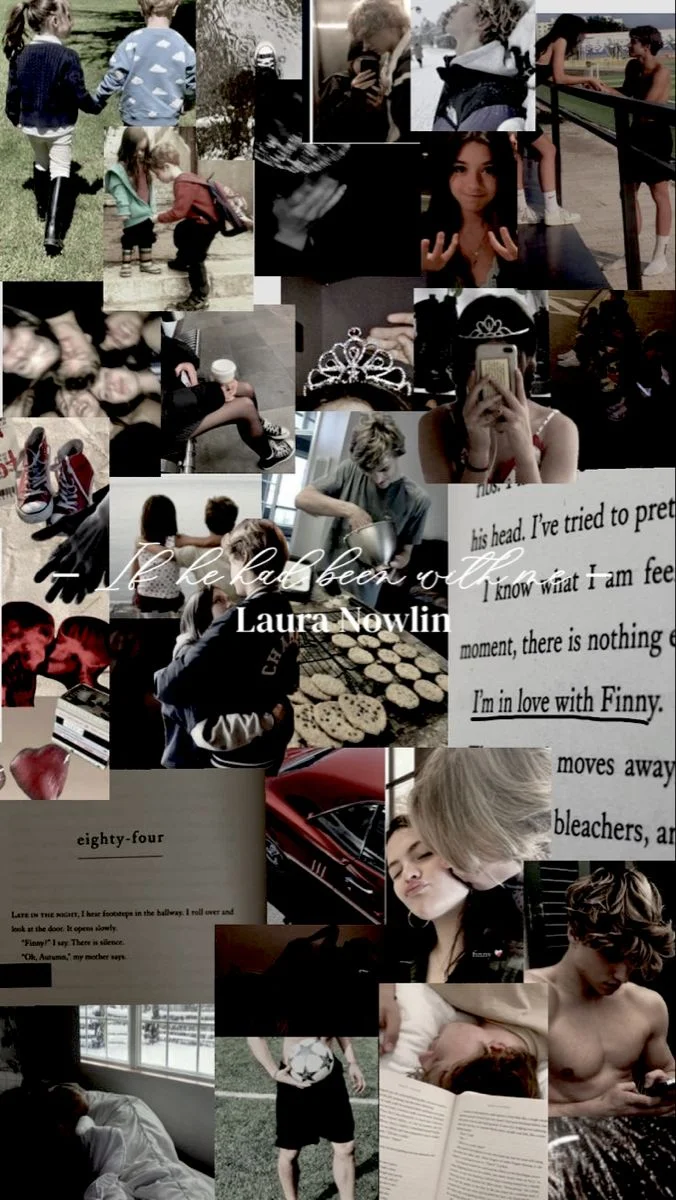 ribs. I
his head. I've tried to pret
I know what I am fee
moment, there is nothing e
I'm in love with Finny.
moves away
bleachers, an
– If he had been with me –
Laura Nowlin
CHA
eighty-four
LATE IN THE NIGHT, I hear footsteps in the hallway. I roll over and
look at the door. It opens slowly.
"Finny?" I say. There is silence.
"Oh, Autumn," my mother says.
finny